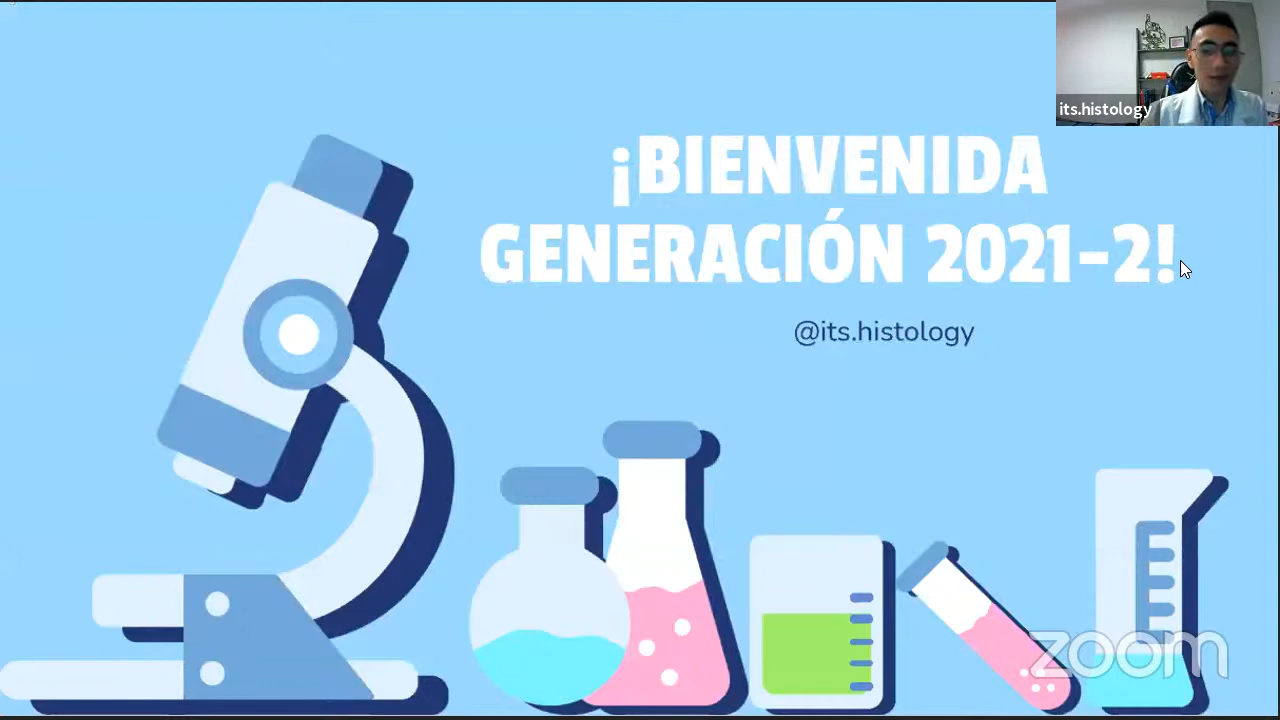 its.histology
¡BIENVENIDA
GENERACIÓN 2021-2!
@its.histology
zoom